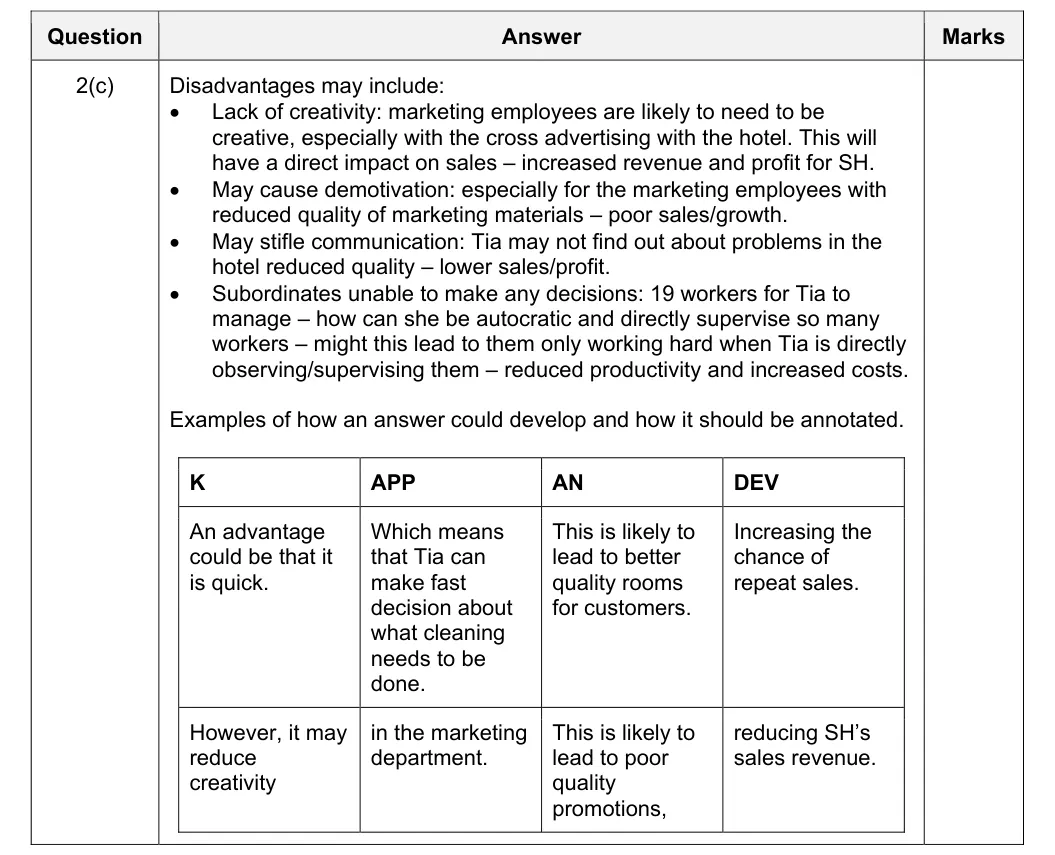 Question Answer Marks
2(c)
Disadvantages may include:
• Lack of creativity: marketing employees are likely to need to be
creative, especially with the cross advertising with the hotel. This will
have a direct impact on sales – increased revenue and profit for SH.
• May cause demotivation: especially for the marketing employees with
reduced quality of marketing materials – poor sales/growth.
• May stifle communication: Tia may not find out about problems in the
hotel reduced quality – lower sales/profit.
• Subordinates unable to make any decisions: 19 workers for Tia to
manage – how can she be autocratic and directly supervise so many
workers – might this lead to them only working hard when Tia is directly
observing/supervising them – reduced productivity and increased costs.
Examples of how an answer could develop and how it should be annotated.
K APP AN DEV
An advantage
could be that it
is quick.
Which means
that Tia can
make fast
decision about
what cleaning
needs to be
done.
This is likely to
lead to better
quality rooms
for customers.
Increasing the
chance of
repeat sales.
However, it may
reduce
creativity
in the marketing
department.
This is likely to
lead to poor
quality
promotions,
reducing SH’s
sales revenue.